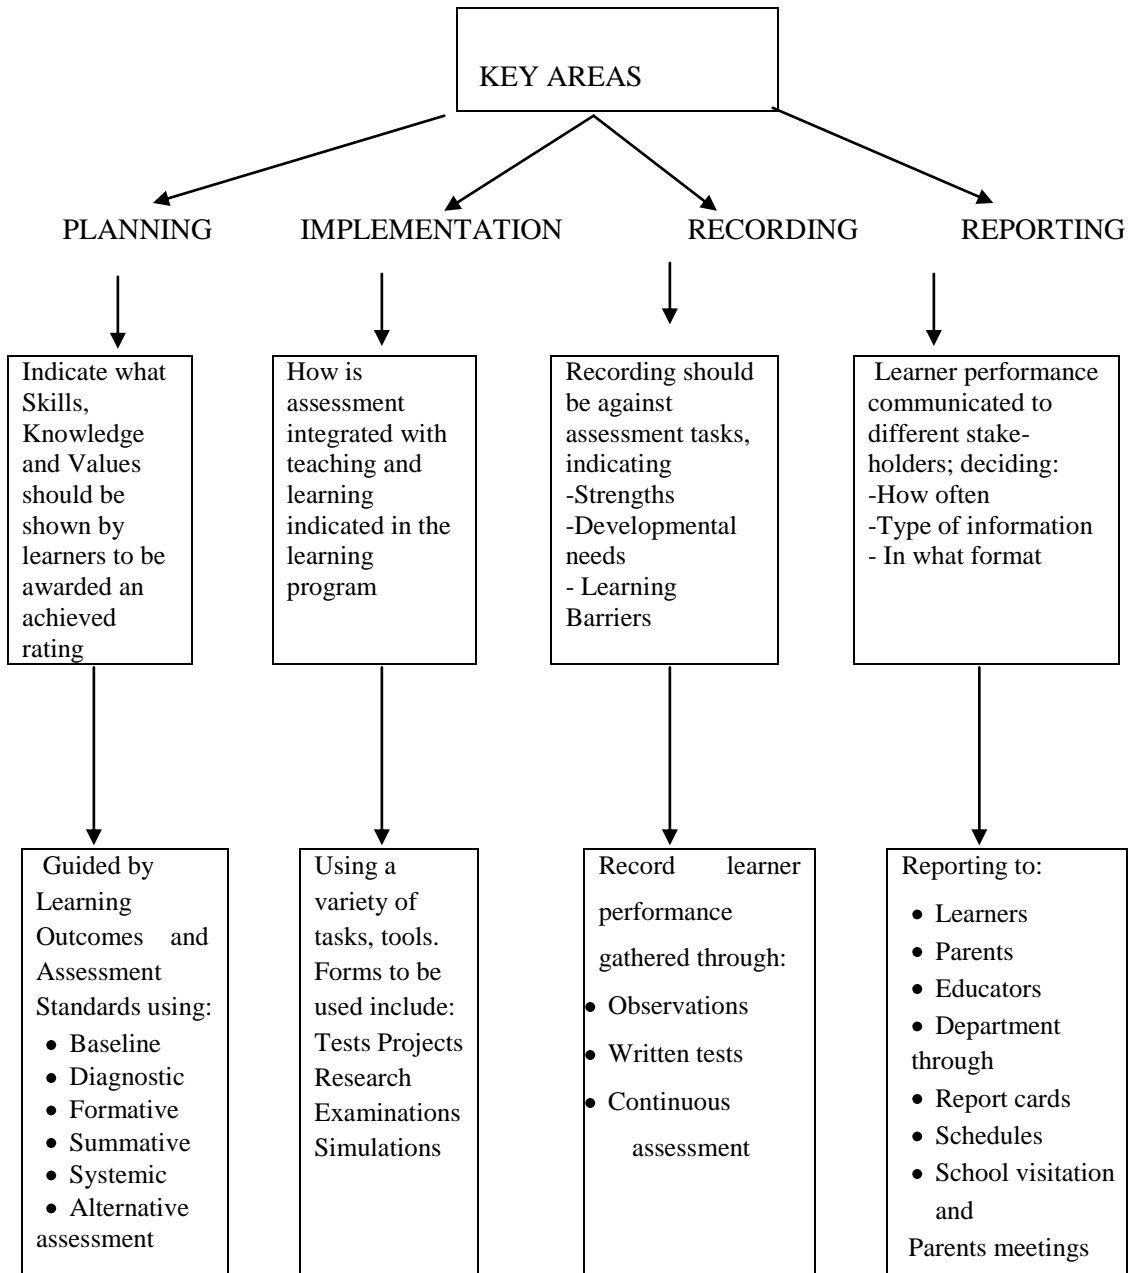 KEY AREAS
PLANNING
IMPLEMENTATION
RECORDING
REPORTING
Indicate what
Skills,
Knowledge
and Values
should be
shown by
learners to be
awarded an
achieved
rating
How is
assessment
integrated with
teaching and
learning
indicated in the
learning
program
Recording should
be against
assessment tasks,
indicating
-Strengths
-Developmental
needs
- Learning
Barriers
Learner performance
communicated to
different stake-
holders; deciding:
-How often
-Type of information
- In what format
Guided by
Learning
Outcomes and
Assessment
Standards using:
• Baseline
• Diagnostic
• Formative
• Summative
• Systemic
• Alternative
assessment
Using a
variety of
tasks, tools.
Forms to be
used include:
Tests Projects
Research
Examinations
Simulations
Record learner
performance
gathered through:
• Observations
• Written tests
• Continuous
assessment
Reporting to:
• Learners
• Parents
• Educators
• Department
through
• Report cards
• Schedules
• School visitation
and
Parents meetings